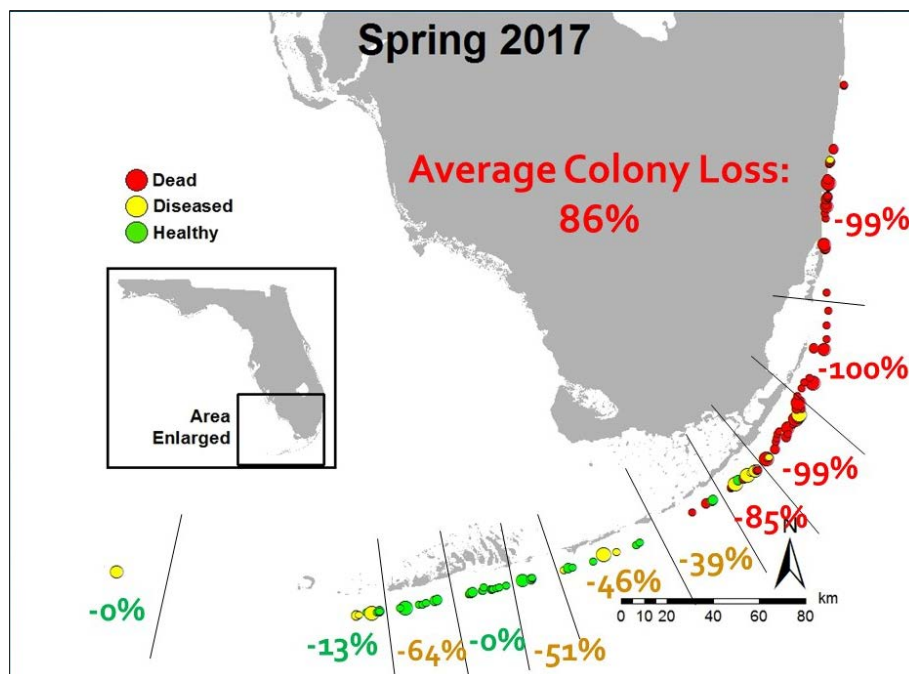 Spring 2017
Average Colony Loss:
86%
Dead
Diseased
Healthy
Area
Enlarged
-99%
-100%
-99%
-85%
-39%
-46%
-51%
-0%
-64%
-13%
-0%
N
km
0 5 10 20 40 60 80